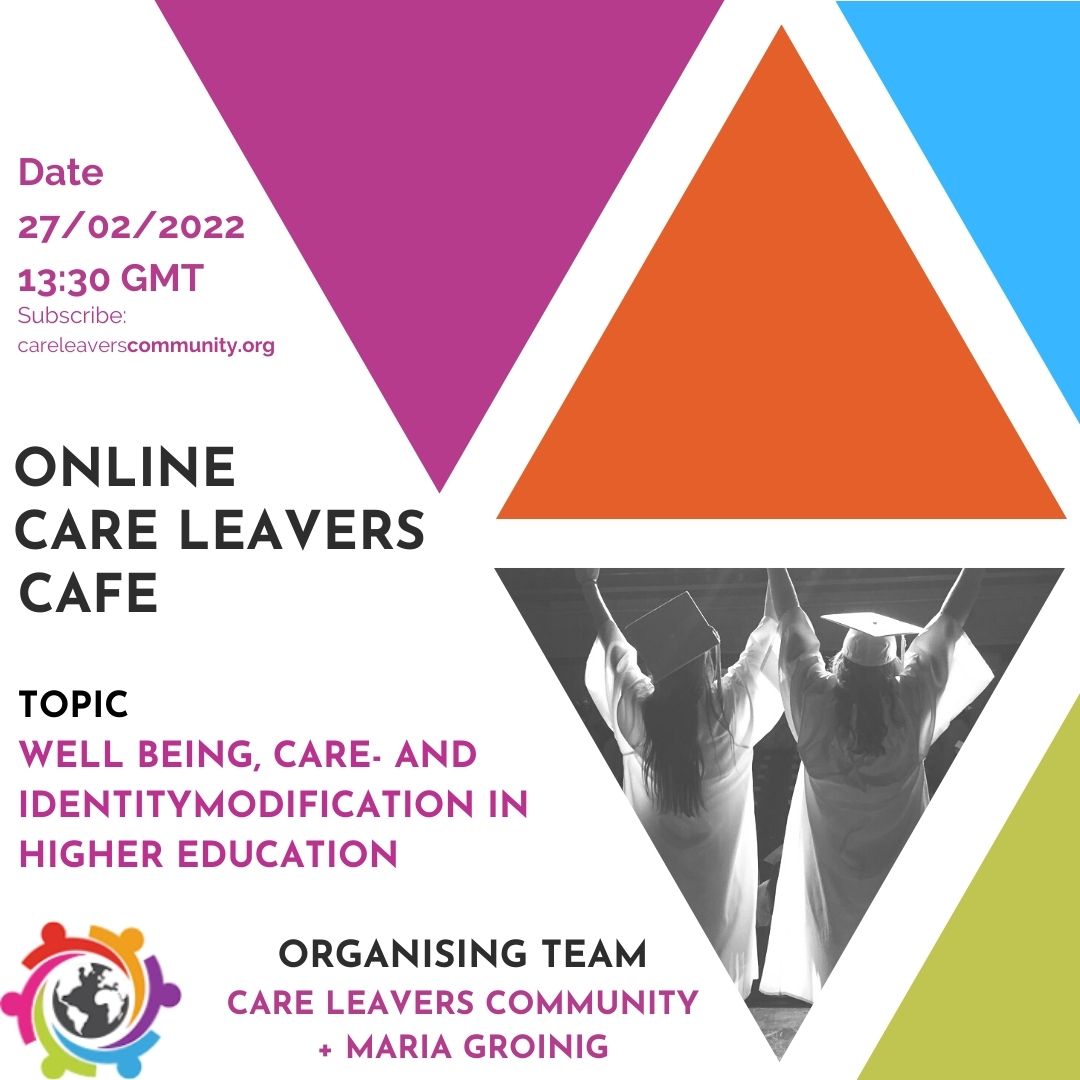 Date
27/02/2022
13:30 GMT
Subscribe:
careleaverscommunity.org
ONLINE
CARE LEAVERS
CAFE
TOPIC
WELL BEING, CARE- AND
IDENTITYMODIFICATION IN
HIGHER EDUCATION
ORGANISING TEAM
CARE LEAVERS COMMUNITY
+ MARIA GROINIG